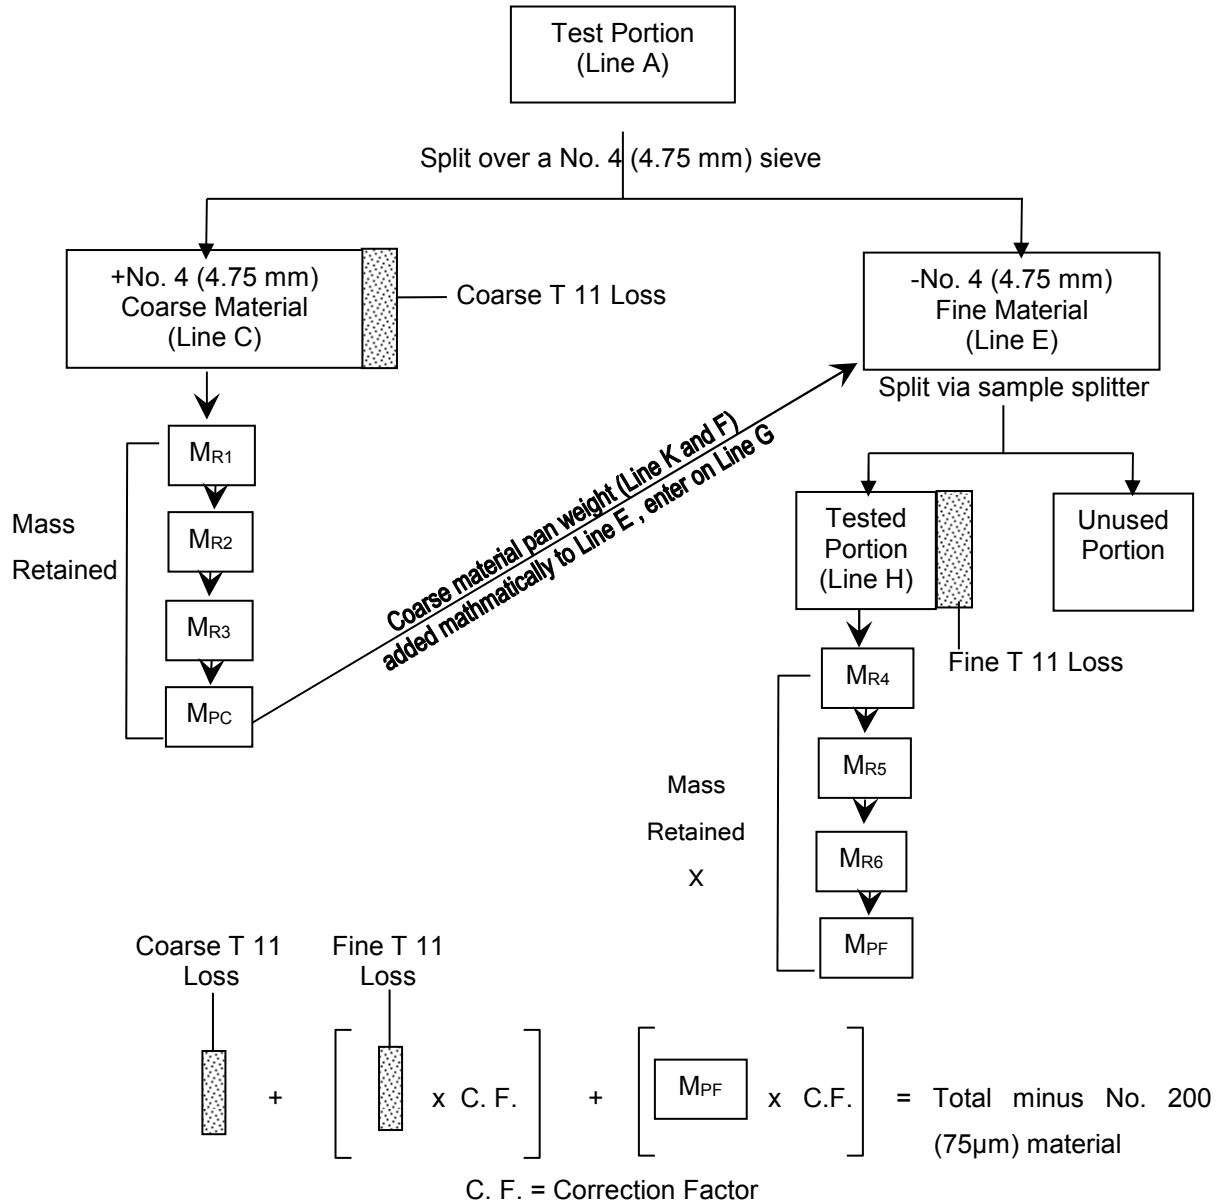 Test Portion
(Line A)
Split over a No. 4 (4.75 mm) sieve
+No. 4 (4.75 mm)
Coarse Material
(Line C)
Coarse T 11 Loss
-No. 4 (4.75 mm)
Fine Material
(Line E)
Split via sample splitter
MR1
MR2
MR3
MPC
Mass
Retained
Coarse material pan weight (Line K and F)
added mathmatically to Line E , enter on Line G
Tested
Portion
(Line H)
Unused
Portion
Fine T 11 Loss
MR4
MR5
MR6
MPF
Mass
Retained
X
Coarse T 11
Loss
Fine T 11
Loss
+ [ x C. F. ] + [ MPF x C.F. ] = Total minus No. 200
(75µm) material
C. F. = Correction Factor